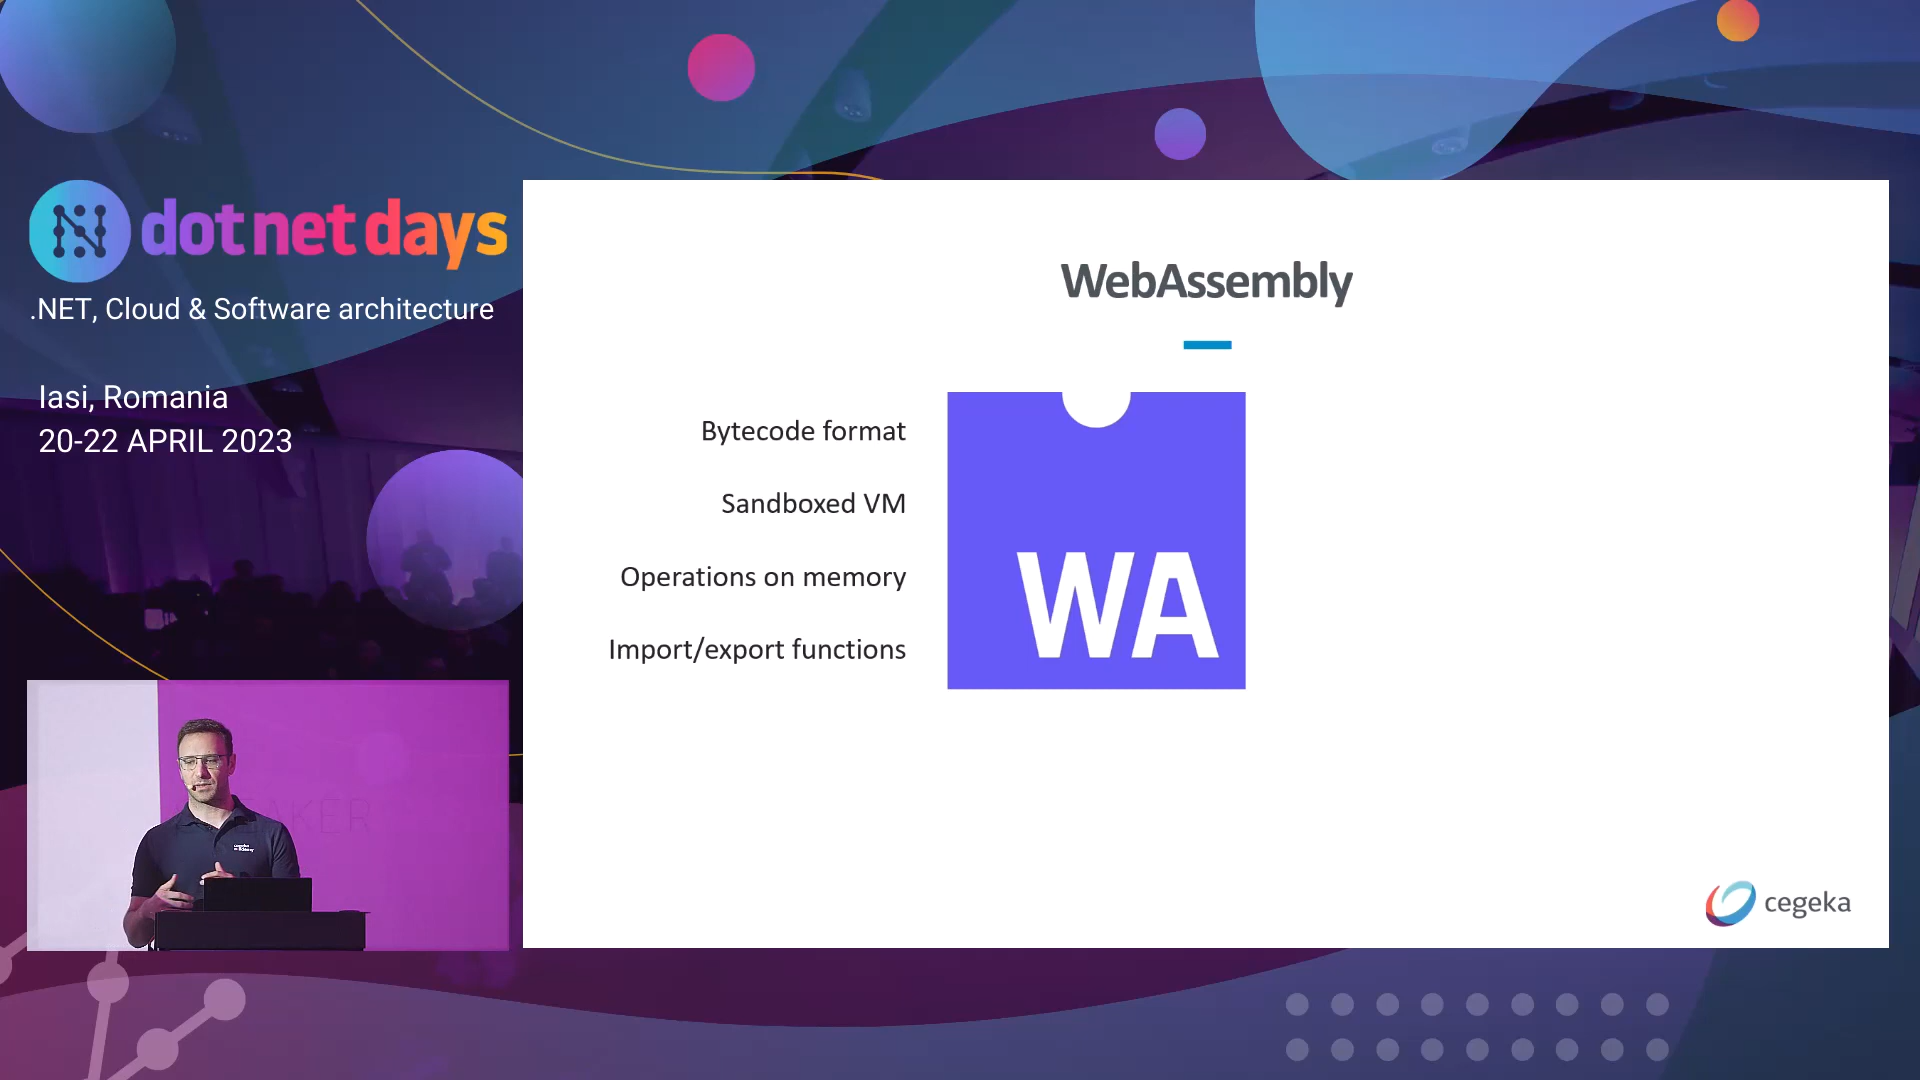 dotnetdays
.NET, Cloud & Software architecture
Iasi, Romania
20-22 APRIL 2023
WebAssembly
Bytecode format
Sandboxed VM
Operations on memory
Import/export functions
WA
cegeka